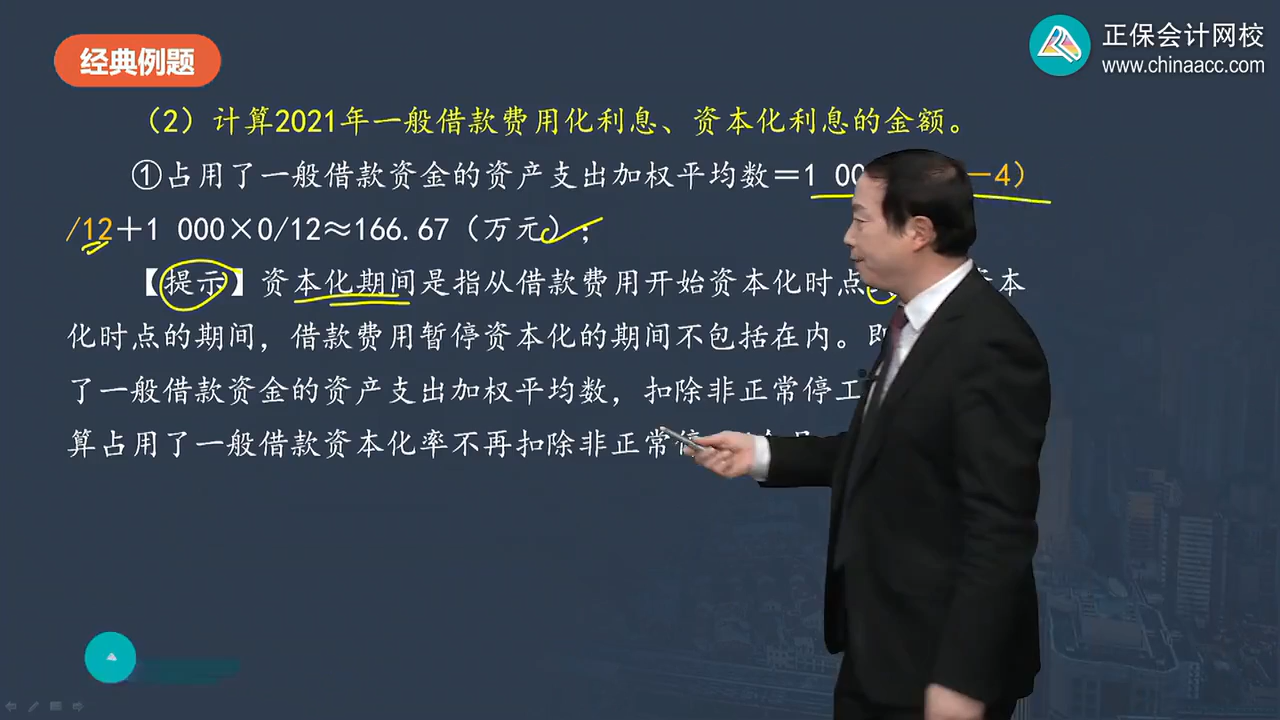 经典例题
正保会计网校
www.chinaacc.com
（2）计算2021年一般借款费用化利息、资本化利息的金额。
①占用了一般借款资金的资产支出加权平均数＝1 00 －4）
/12＋1 000×0/12≈166.67（万元）；
【提示】资本化期间是指从借款费用开始资本化时点 本
化时点的期间，借款费用暂停资本化的期间不包括在内。即
了一般借款资金的资产支出加权平均数，扣除非正常停工
算占用了一般借款资本化率不再扣除非正常停